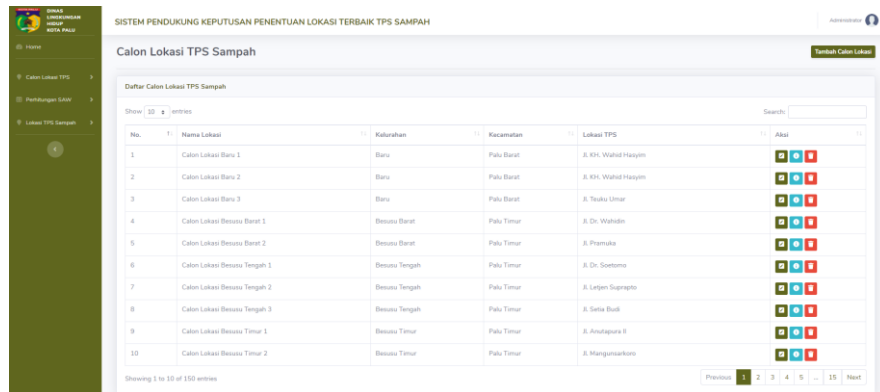 DINAS
LINGKUNGAN
HIDUP
KOTA PALU
SISTEM PENDUKUNG KEPUTUSAN PENENTUAN LOKASI TERBAIK TPS SAMPAH
Administrator
Home
Calon Lokasi TPS
Perhitungan SAW
Lokasi TPS Sampah
Calon Lokasi TPS Sampah
Tambah Calon Lokasi
Daftar Calon Lokasi TPS Sampah
Show 10 entries Search:
No. Nama Lokasi Kelurahan Kecamatan Lokasi TPS Aksi
1 Calon Lokasi Baru 1 Baru Palu Barat Jl. KH. Wahid Hasyim
2 Calon Lokasi Baru 2 Baru Palu Barat Jl. KH. Wahid Hasyim
3 Calon Lokasi Baru 3 Baru Palu Barat Jl. Teuku Umar
4 Calon Lokasi Besusu Barat 1 Besusu Barat Palu Timur Jl. Dr. Wahidin
5 Calon Lokasi Besusu Barat 2 Besusu Barat Palu Timur Jl. Pramuka
6 Calon Lokasi Besusu Tengah 1 Besusu Tengah Palu Timur Jl. Dr. Soetomo
7 Calon Lokasi Besusu Tengah 2 Besusu Tengah Palu Timur Jl. Letjen Suprapto
8 Calon Lokasi Besusu Tengah 3 Besusu Tengah Palu Timur Jl. Setia Budi
9 Calon Lokasi Besusu Timur 1 Besusu Timur Palu Timur Jl. Anutapura II
10 Calon Lokasi Besusu Timur 2 Besusu Timur Palu Timur Jl. Mangunsarkoro
Showing 1 to 10 of 150 entries
Previous 1 2 3 4 5 ... 15 Next